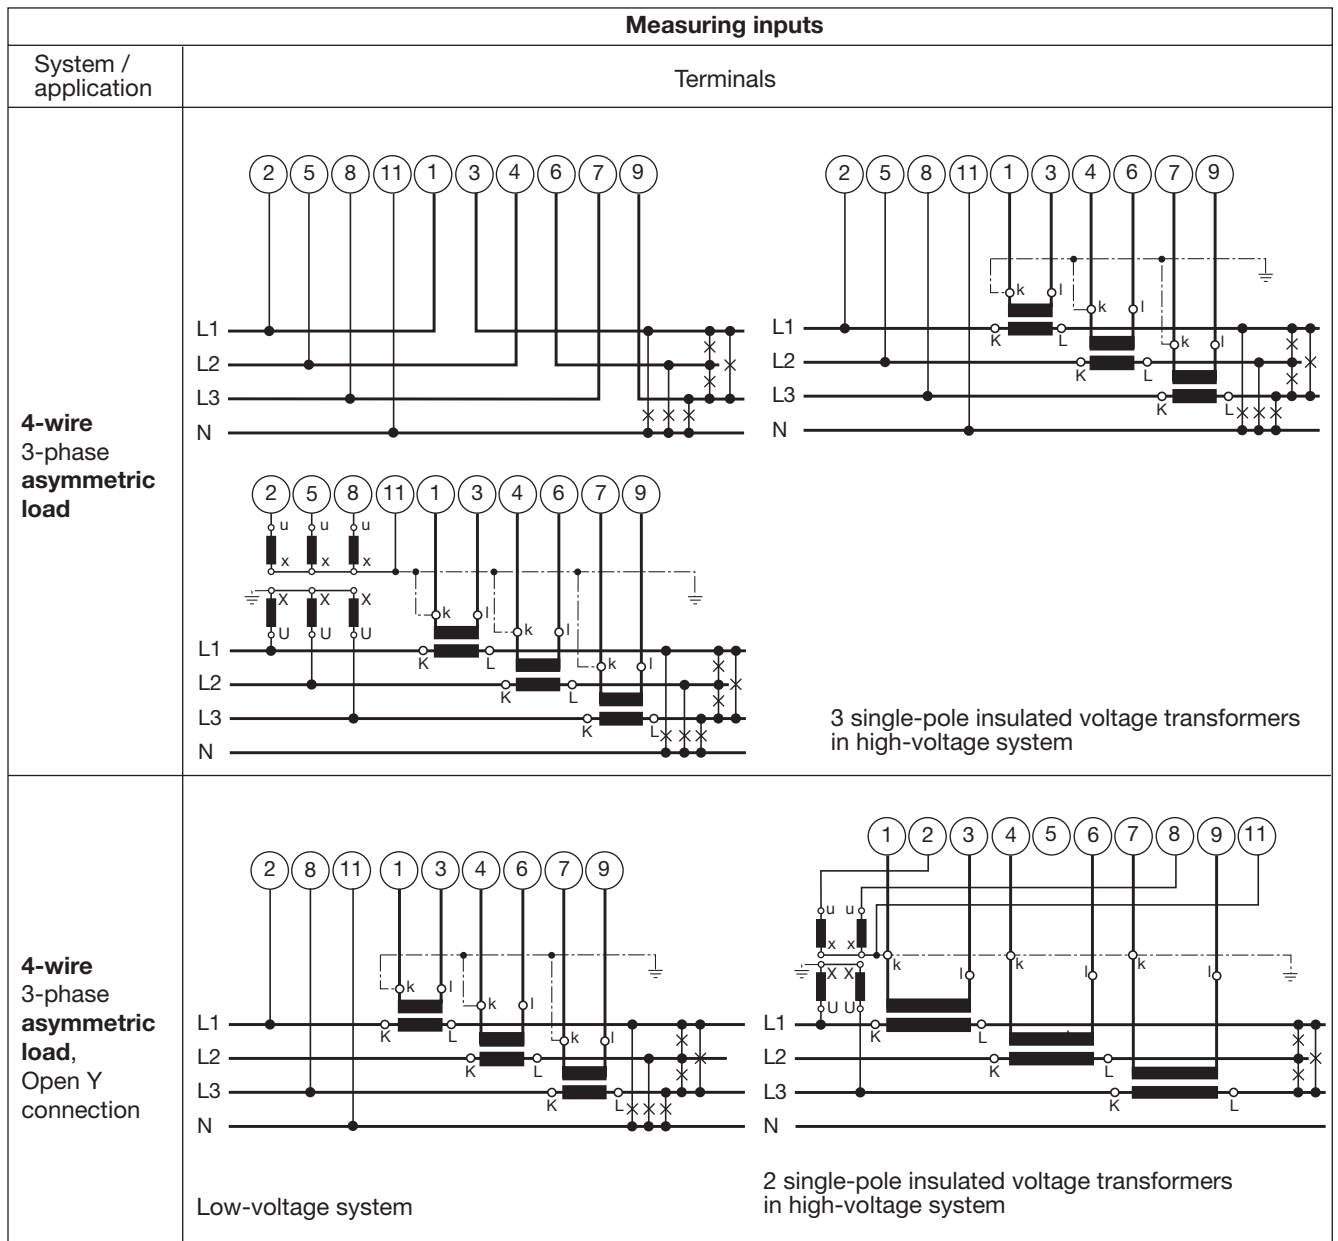 Measuring inputs
System /
application
Terminals
4-wire
3-phase
asymmetric
load
2 5 8 11 1 3 4 6 7 9
L1
L2
L3
N
2 5 8 11 1 3 4 6 7 9
k l
k l
k l
L1
K L
L2
K L
L3
K L
N
2 5 8 11 1 3 4 6 7 9
u u u
x x x
X X X
k l
U U U
k l
L1
K L
k l
L2
K L
L3
K L
N
3 single-pole insulated voltage transformers
in high-voltage system
4-wire
3-phase
asymmetric
load,
Open Y
connection
2 8 11 1 3 4 6 7 9
k l
k l
L1
K L
k l
L2
K L
L3
K L
N
Low-voltage system
1 2 3 4 5 6 7 8 9 11
u u
x x
k k k
X X
l l l
U U
L1
K L
L2
K L
L3
K L
N
2 single-pole insulated voltage transformers
in high-voltage system